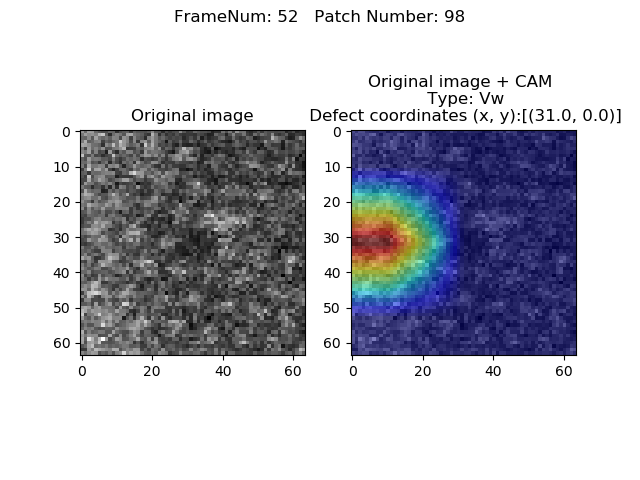 FrameNum: 52   Patch Number: 98
Original image
Original image + CAM
Type: Vw
Defect coordinates (x, y):[(31.0, 0.0)]
0
10
20
30
40
50
60
0 20 40 60
0
10
20
30
40
50
60
0 20 40 60